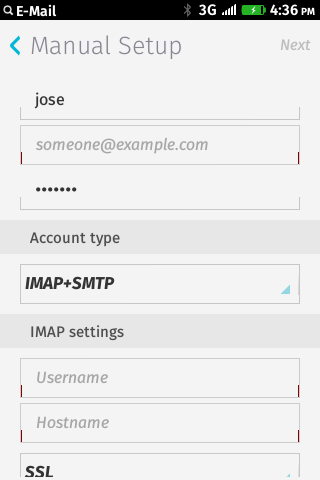 E-Mail 3G 4:36 PM
Manual Setup Next
jose
someone@example.com
•••••••
Account type
IMAP+SMTP
IMAP settings
Username
Hostname
SSL